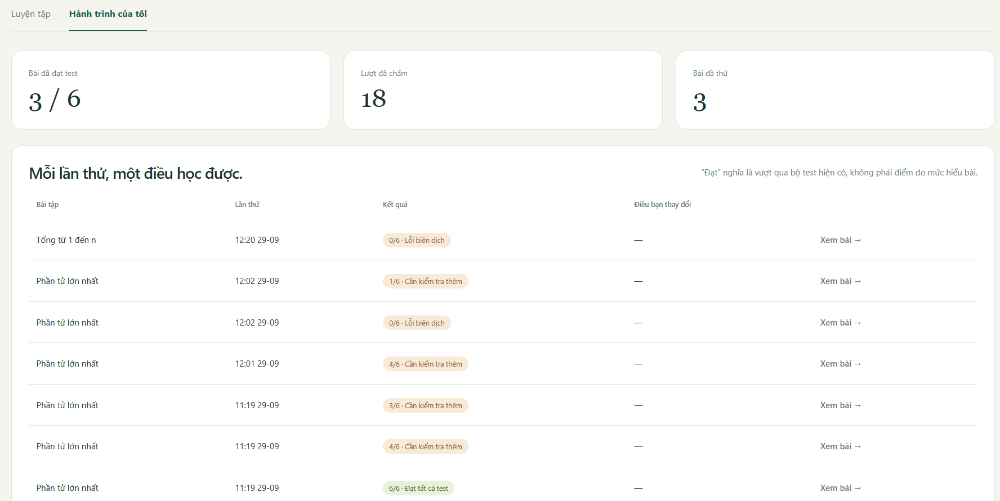 Luyện tập Hành trình của tôi
Bài đã đạt test Lượt đã chấm Bài đã thử
3 / 6 18 3
Mỗi lần thử, một điều học được. “Đạt” nghĩa là vượt qua bộ test hiện có, không phải điểm đo mức hiểu bài.
Bài tập Lần thử Kết quả Điều bạn thay đổi
Tổng từ 1 đến n 12:20 29-09 0/6 · Lỗi biên dịch — Xem bài →
Phần tử lớn nhất 12:02 29-09 1/6 · Cần kiểm tra thêm — Xem bài →
Phần tử lớn nhất 12:02 29-09 0/6 · Lỗi biên dịch — Xem bài →
Phần tử lớn nhất 12:01 29-09 4/6 · Cần kiểm tra thêm — Xem bài →
Phần tử lớn nhất 11:19 29-09 3/6 · Cần kiểm tra thêm — Xem bài →
Phần tử lớn nhất 11:19 29-09 4/6 · Cần kiểm tra thêm — Xem bài →
Phần tử lớn nhất 11:19 29-09 6/6 · Đạt tất cả test — Xem bài →